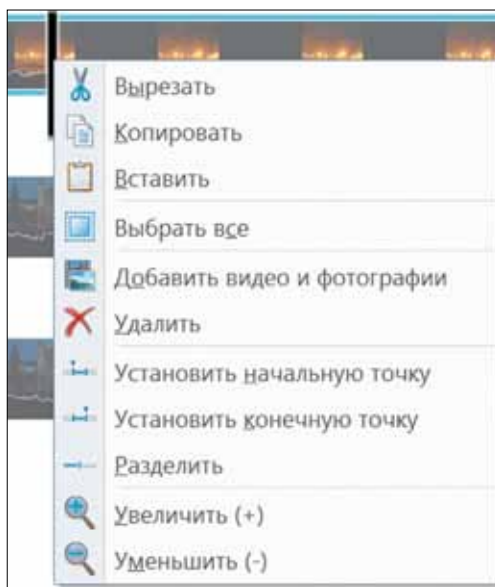 Вырезать
Копировать
Вставить
Выбрать все
Добавить видео и фотографии
Удалить
Установить начальную точку
Установить конечную точку
Разделить
Увеличить (+)
Уменьшить (-)